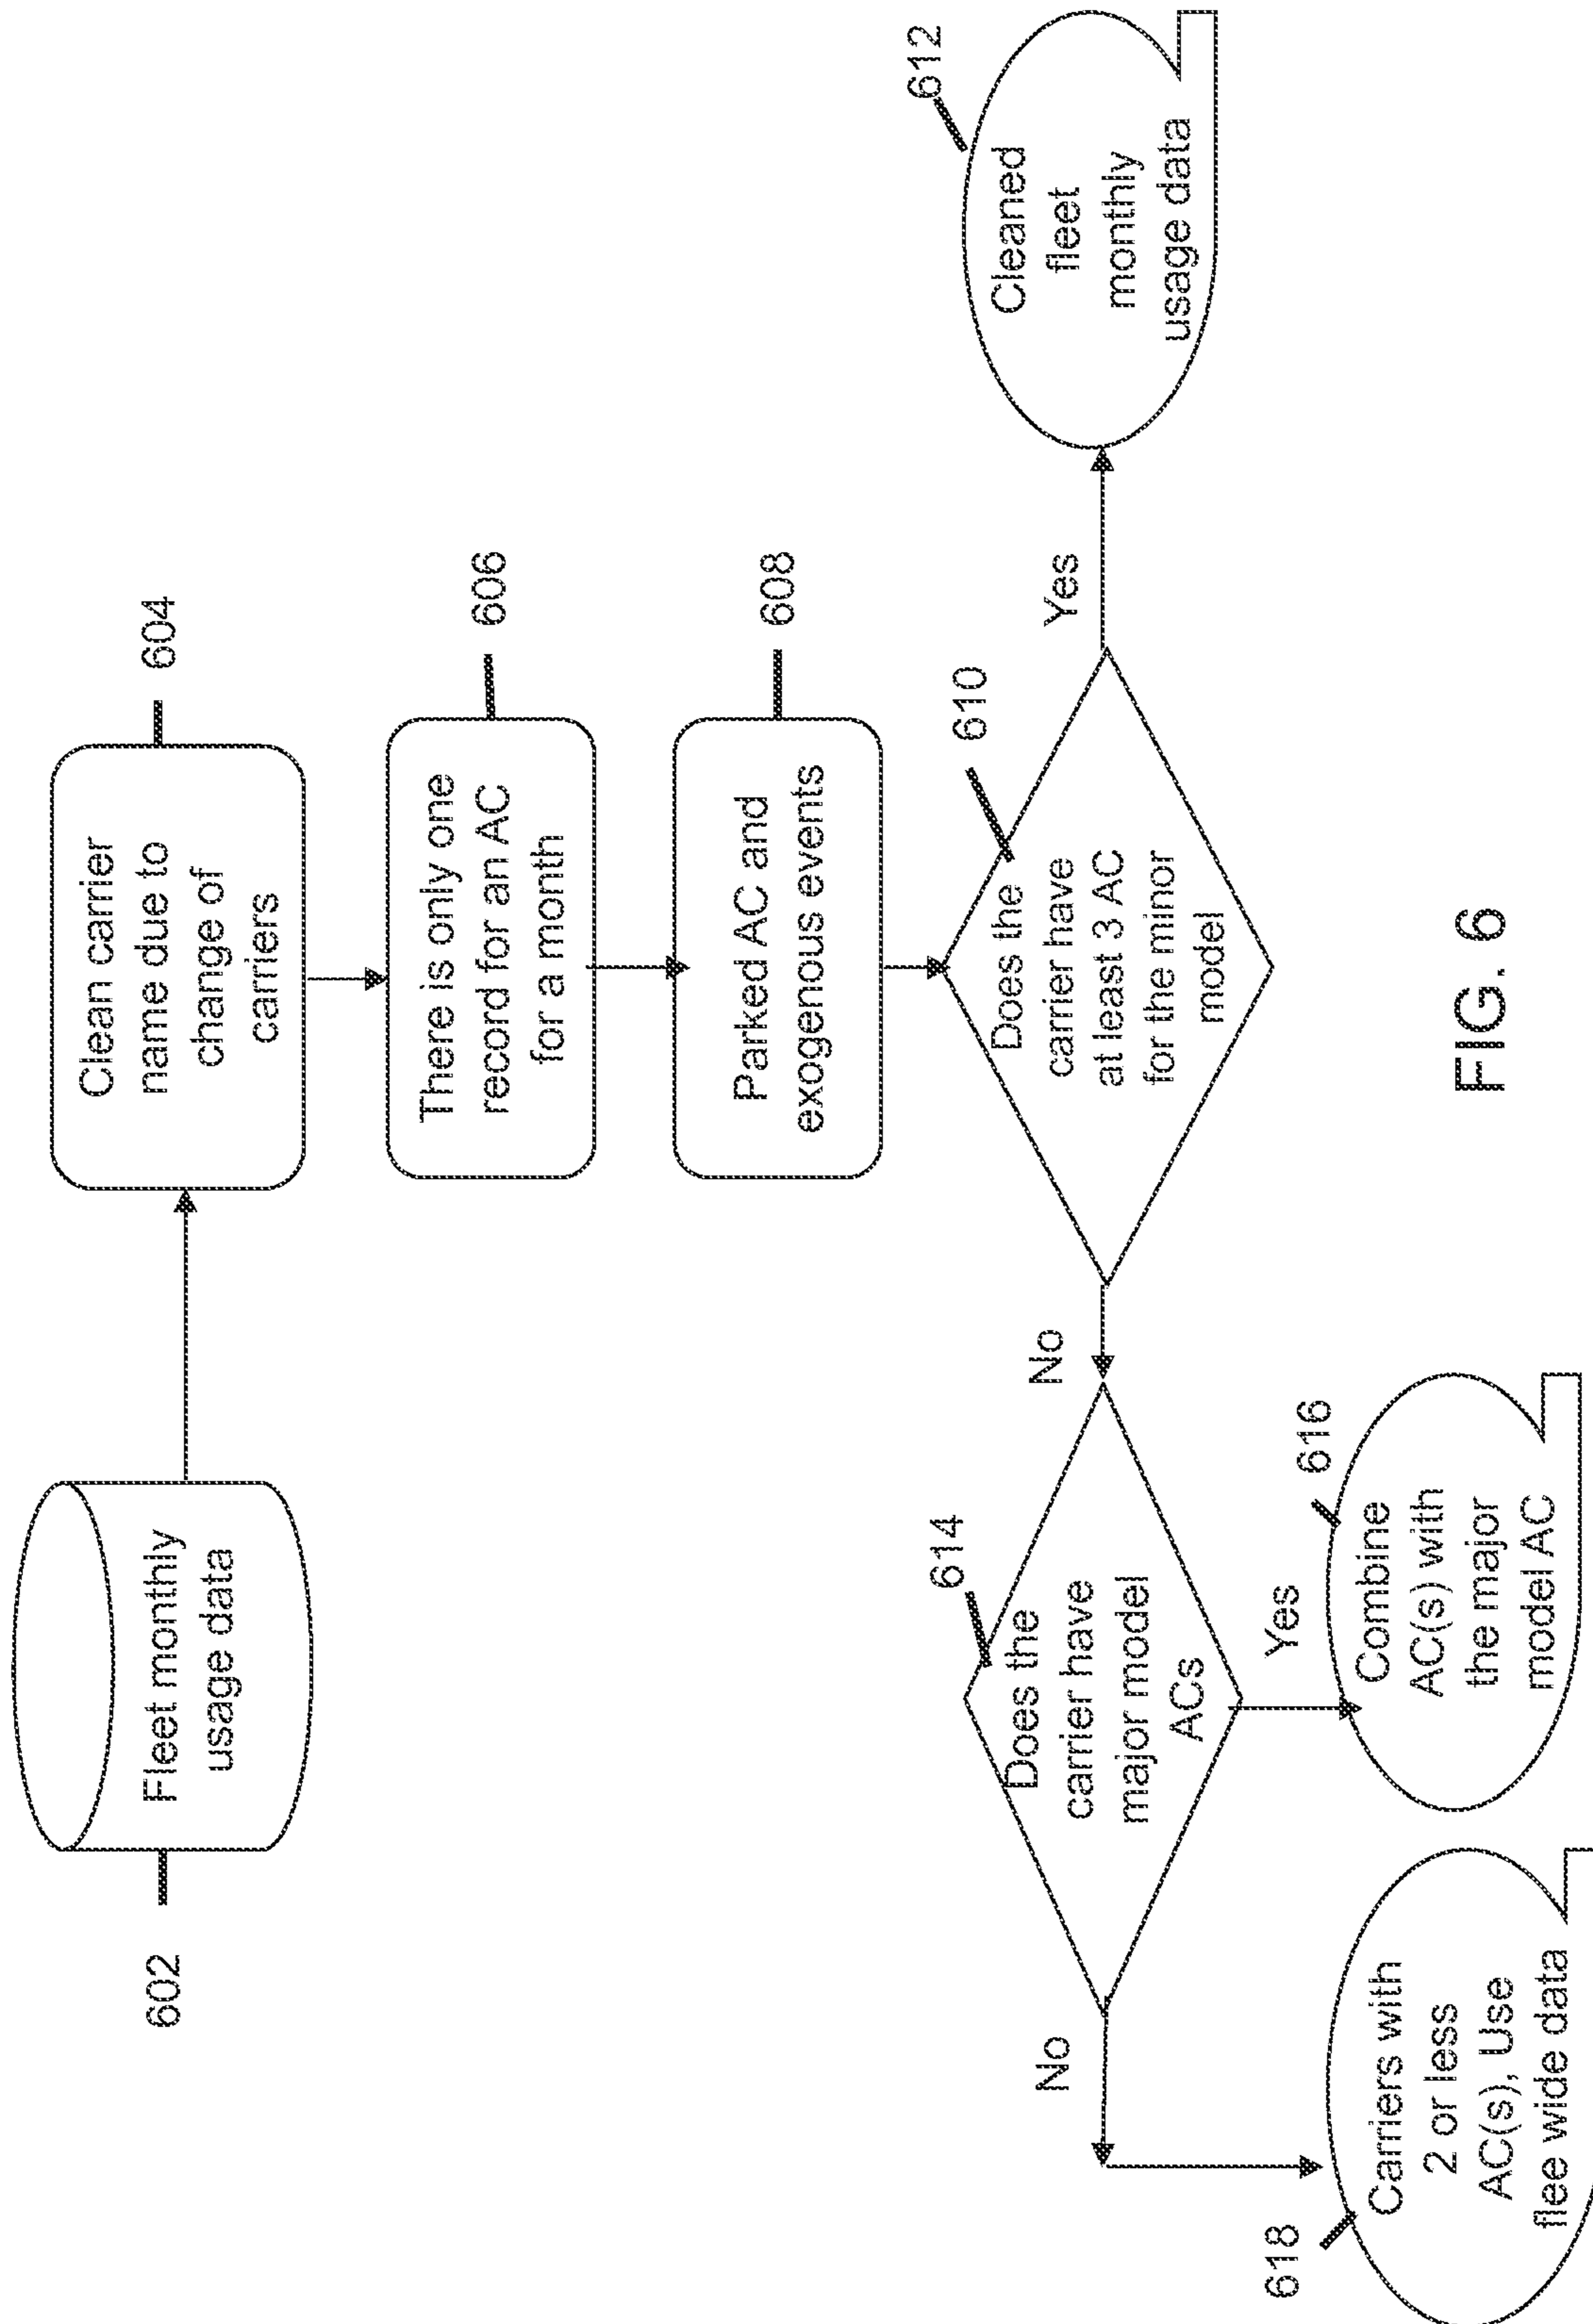 602
Fleet monthly
usage data
604
Clean carrier
name due to
change of
carriers
606
There is only one
record for an AC
for a month
608
Parked AC and
exogenous events
610
Does the
carrier have
at least 3 AC
for the minor
model
Yes
612
Cleaned
fleet
monthly
usage data
No
614
Does the
carrier have
major model
ACs
Yes
616
Combine
AC(s) with
the major
model AC
No
618
Carriers with
2 or less
AC(s), Use
flee wide data
FIG. 6